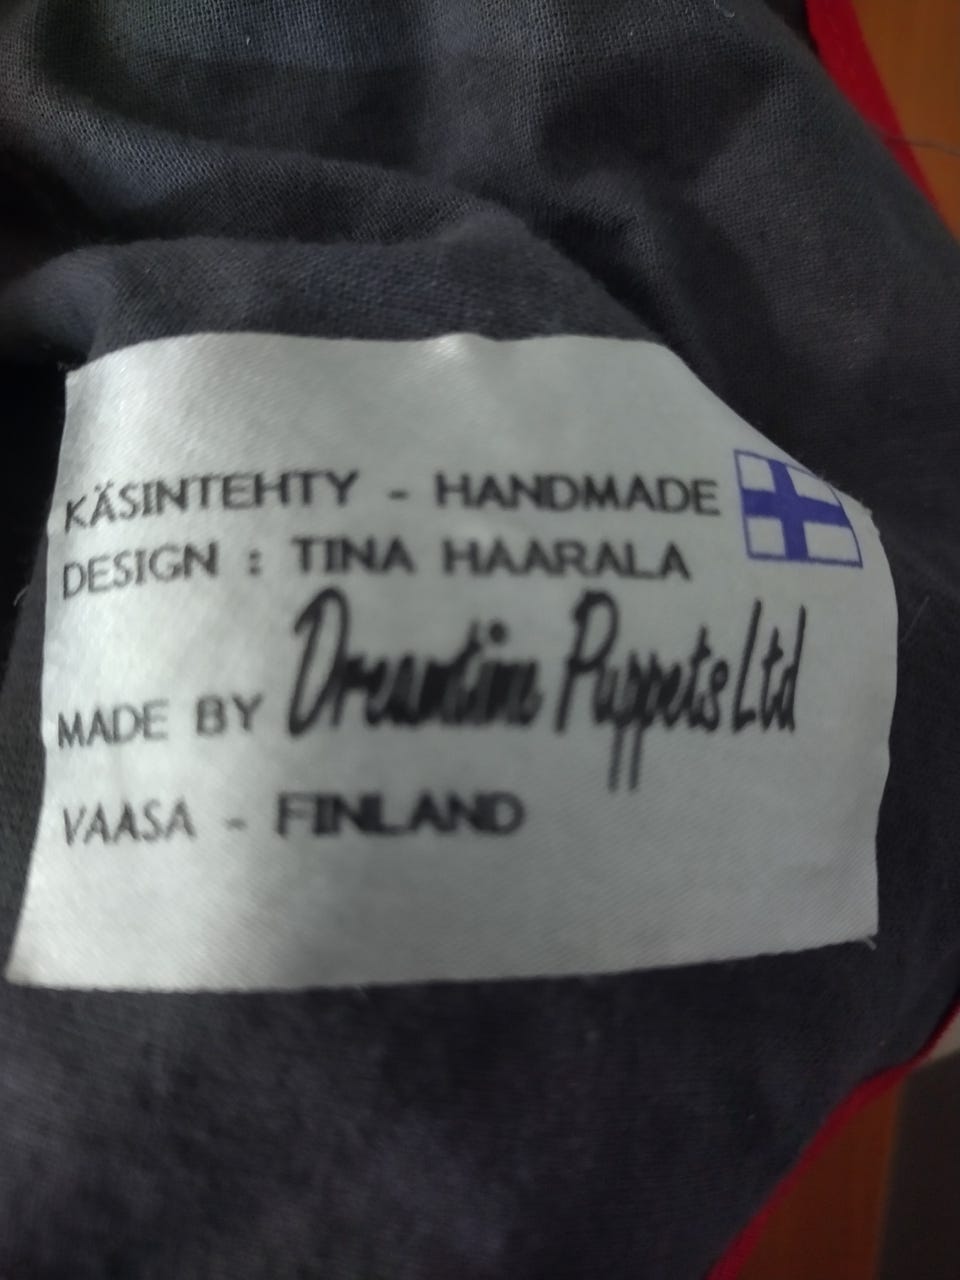 KÄSINTEHTY - HANDMADE
DESIGN : TINA HAARALA
MADE BY Dreamtime Puppets Ltd
VAASA - FINLAND